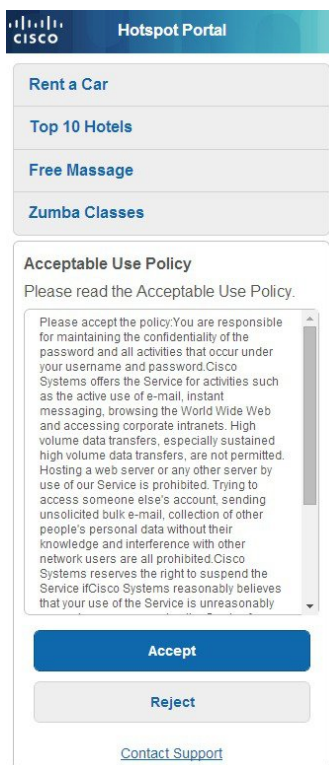 CISCO
Hotspot Portal
Rent a Car
Top 10 Hotels
Free Massage
Zumba Classes
Acceptable Use Policy
Please read the Acceptable Use Policy.
Please accept the policy:You are responsible
for maintaining the confidentiality of the
password and all activities that occur under
your username and password.Cisco
Systems offers the Service for activities such
as the active use of e-mail, instant
messaging, browsing the World Wide Web
and accessing corporate intranets. High
volume data transfers, especially sustained
high volume data transfers, are not permitted.
Hosting a web server or any other server by
use of our Service is prohibited. Trying to
access someone else's account, sending
unsolicited bulk e-mail, collection of other
people's personal data without their
knowledge and interference with other
network users are all prohibited.Cisco
Systems reserves the right to suspend the
Service ifCisco Systems reasonably believes
that your use of the Service is unreasonably
Accept
Reject
Contact Support